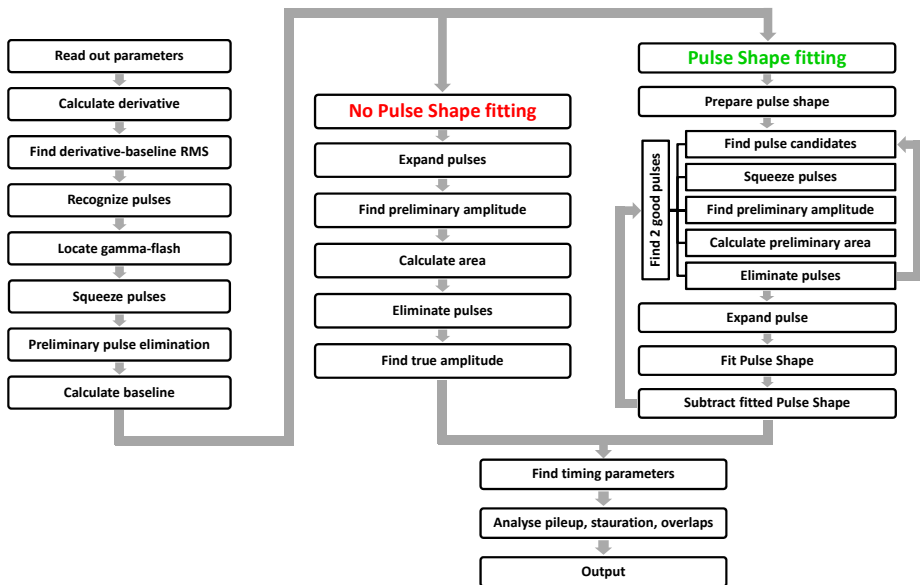 Read out parameters
Calculate derivative
Find derivative-baseline RMS
Recognize pulses
Locate gamma-flash
Squeeze pulses
Preliminary pulse elimination
Calculate baseline
No Pulse Shape fitting
Expand pulses
Find preliminary amplitude
Calculate area
Eliminate pulses
Find true amplitude
Pulse Shape fitting
Prepare pulse shape
Find 2 good pulses
Find pulse candidates
Squeeze pulses
Find preliminary amplitude
Calculate preliminary area
Eliminate pulses
Expand pulse
Fit Pulse Shape
Subtract fitted Pulse Shape
Find timing parameters
Analyse pileup, stauration, overlaps
Output